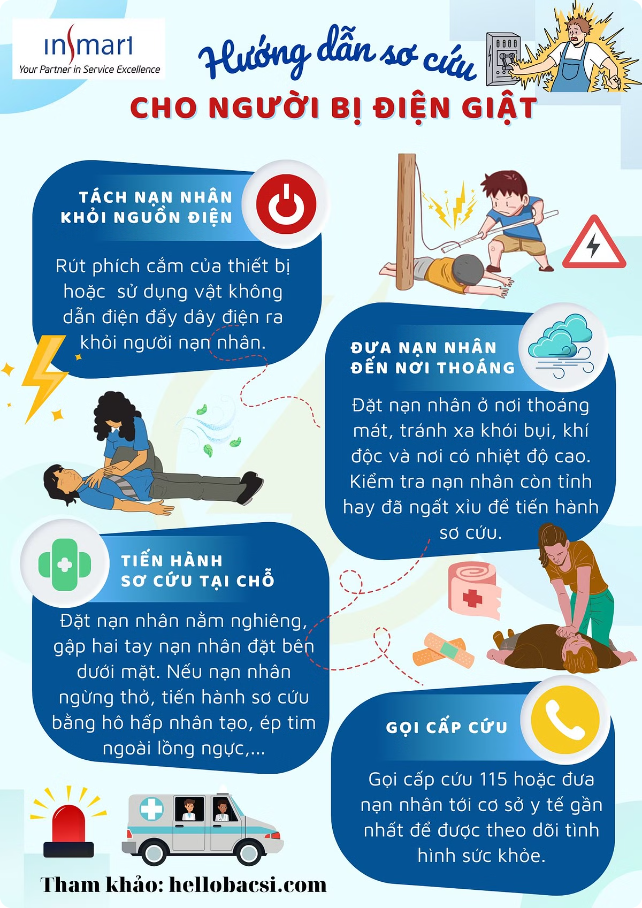 insmart
Your Partner in Service Excellence
Hướng dẫn sơ cứu
CHO NGƯỜI BỊ ĐIỆN GIẬT
TÁCH NẠN NHÂN
KHỎI NGUỒN ĐIỆN
Rút phích cắm của thiết bị
hoặc sử dụng vật không
dẫn điện đẩy dây điện ra
khỏi người nạn nhân.
ĐƯA NẠN NHÂN
ĐẾN NƠI THOÁNG
Đặt nạn nhân ở nơi thoáng
mát, tránh xa khói bụi, khí
độc và nơi có nhiệt độ cao.
Kiểm tra nạn nhân còn tỉnh
hay đã ngất xỉu để tiến hành
sơ cứu.
TIẾN HÀNH
SƠ CỨU TẠI CHỖ
Đặt nạn nhân nằm nghiêng,
gập hai tay nạn nhân đặt bên
dưới mặt. Nếu nạn nhân
ngừng thở, tiến hành sơ cứu
bằng hô hấp nhân tạo, ép tim
ngoài lồng ngực,...
GỌI CẤP CỨU
Gọi cấp cứu 115 hoặc đưa
nạn nhân tới cơ sở y tế gần
nhất để được theo dõi tình
hình sức khỏe.
Tham khảo: hellobacsi.com